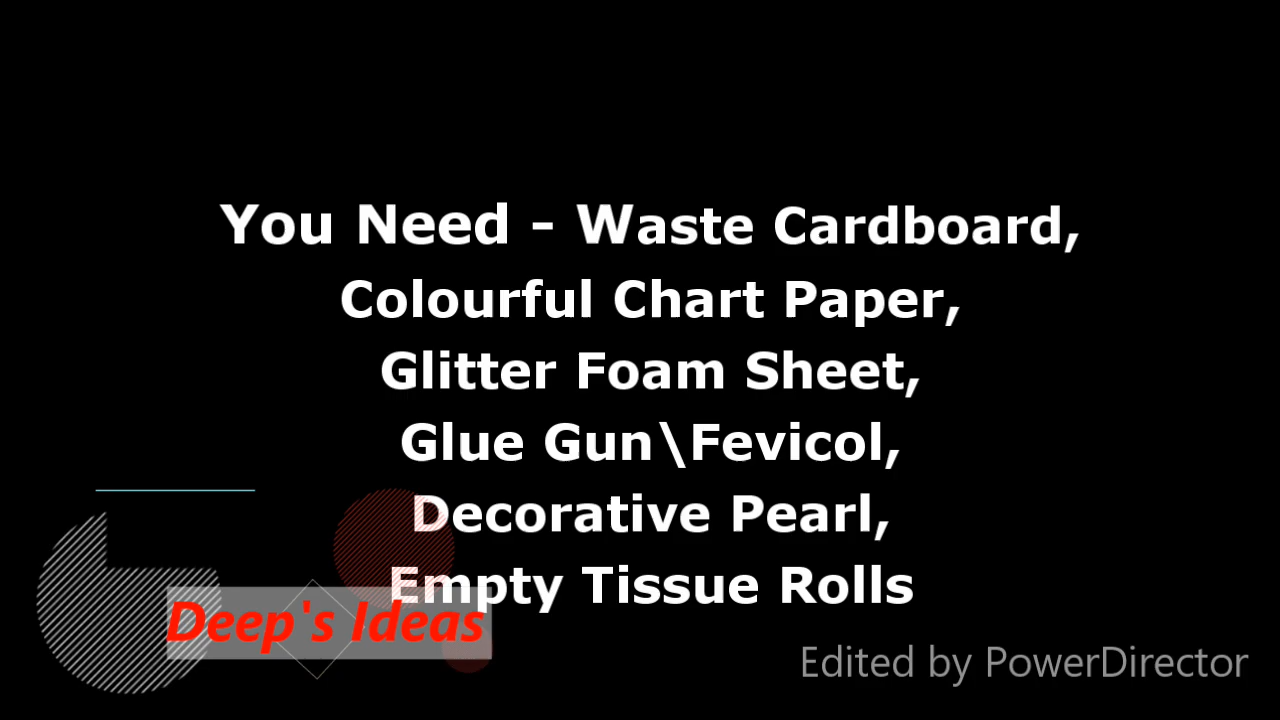 You Need - Waste Cardboard,
Colourful Chart Paper,
Glitter Foam Sheet,
Glue Gun\Fevicol,
Decorative Pearl,
Empty Tissue Rolls
Deep's Ideas
Edited by PowerDirector